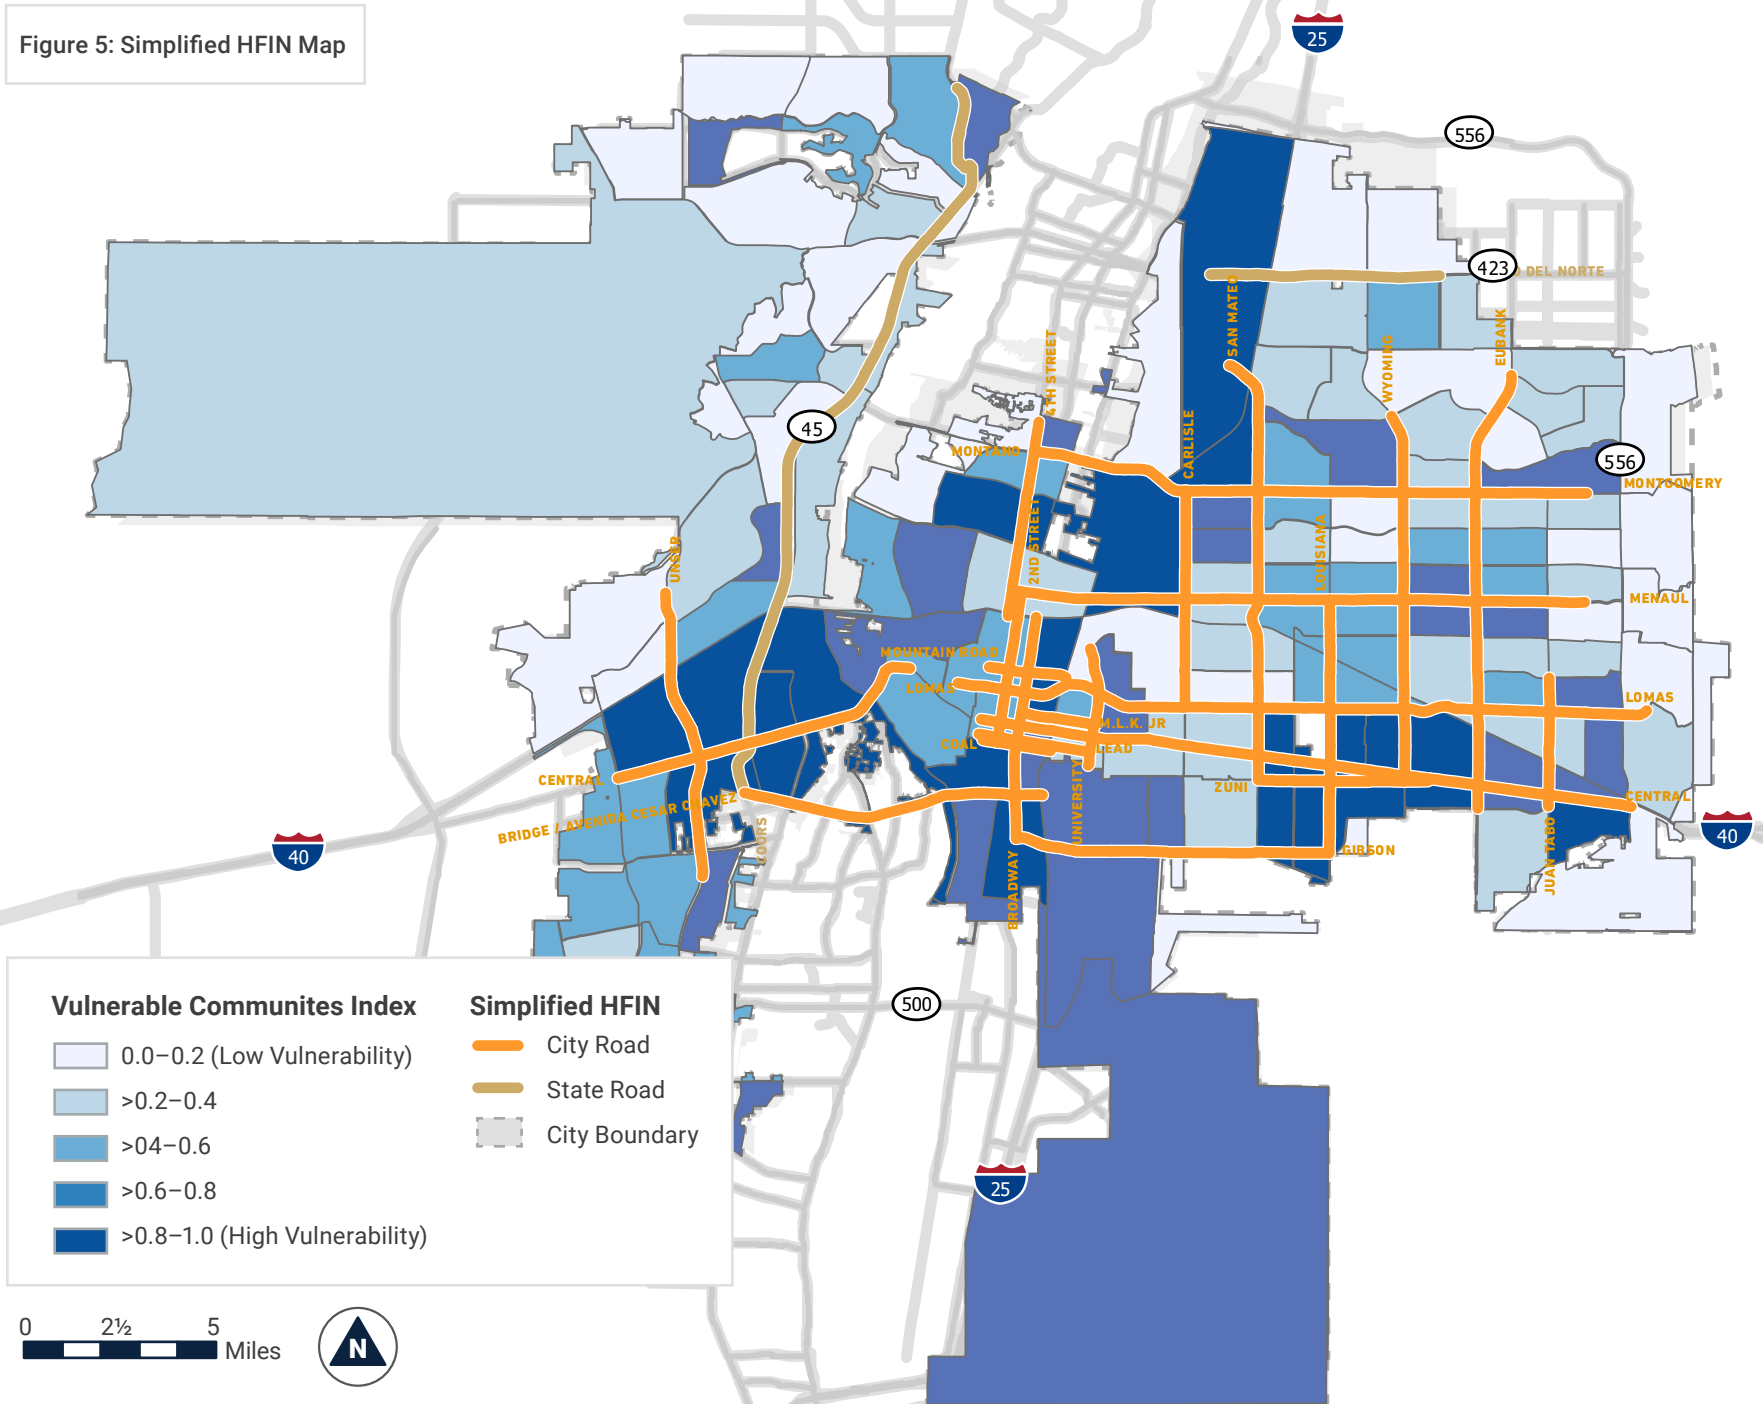 Figure 5: Simplified HFIN Map
25
556
423
O DEL NORTE
SAN MATEO
EUBANK
WYOMING
4TH STREET
45
CARLISLE
MONTANO
556
MONTGOMERY
2ND STREET
LOUISIANA
UNSER
MENAUL
MOUNTAIN ROAD
LOMAS
LOMAS
M.L.K. JR
COAL
LEAD
CENTRAL
ZUNI
UNIVERSITY
CENTRAL
BRIDGE / AVENIDA CESAR CHAVEZ
COORS
40
40
GIBSON
JUAN TABO
BROADWAY
500
25
Vulnerable Communites Index
0.0–0.2 (Low Vulnerability)
>0.2–0.4
>04–0.6
>0.6–0.8
>0.8–1.0 (High Vulnerability)
Simplified HFIN
City Road
State Road
City Boundary
0 2½ 5
Miles
N